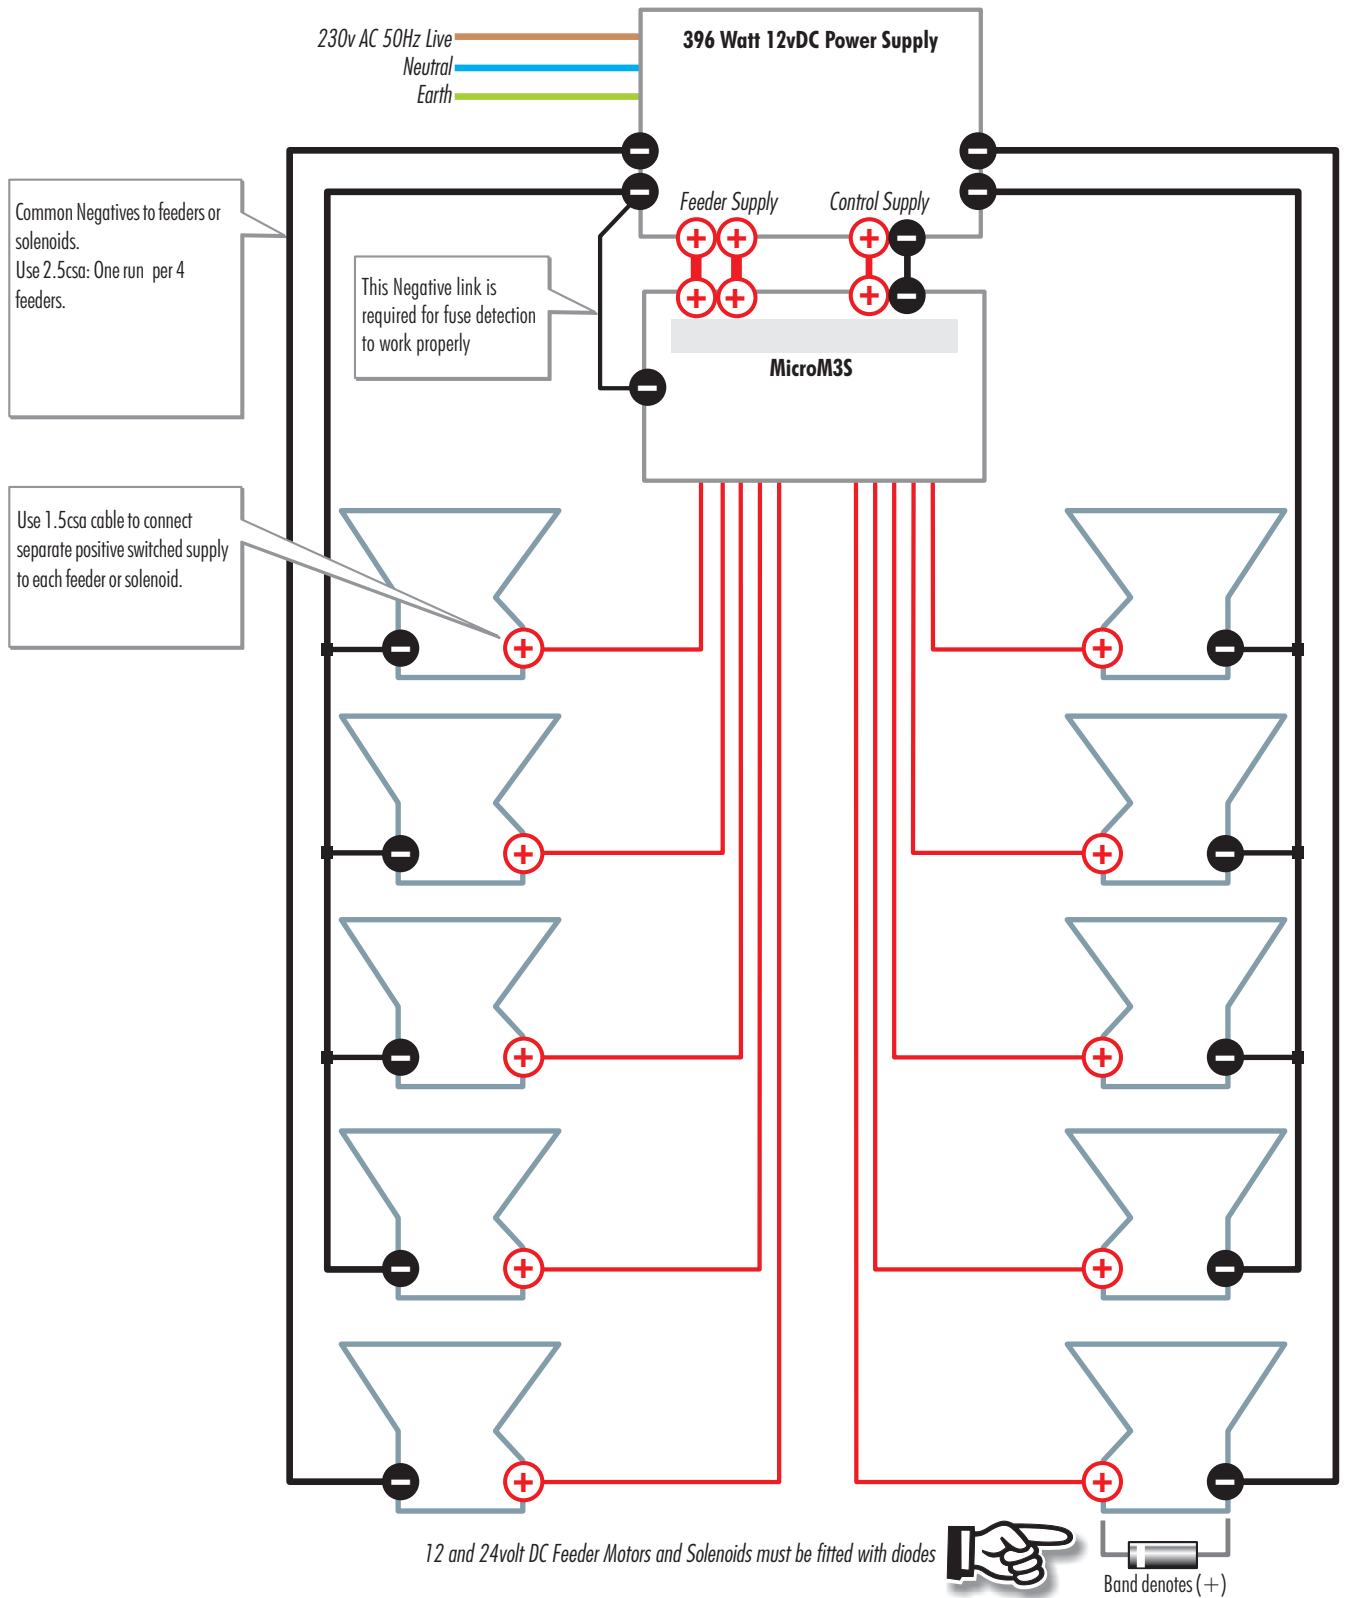 230v AC 50Hz Live
Neutral
Earth
396 Watt 12vDC Power Supply
Feeder Supply
Control Supply
Common Negatives to feeders or
solenoids.
Use 2.5csa: One run per 4
feeders.
This Negative link is
required for fuse detection
to work properly
MicroM3S
Use 1.5csa cable to connect
separate positive switched supply
to each feeder or solenoid.
12 and 24volt DC Feeder Motors and Solenoids must be fitted with diodes
Band denotes (+)